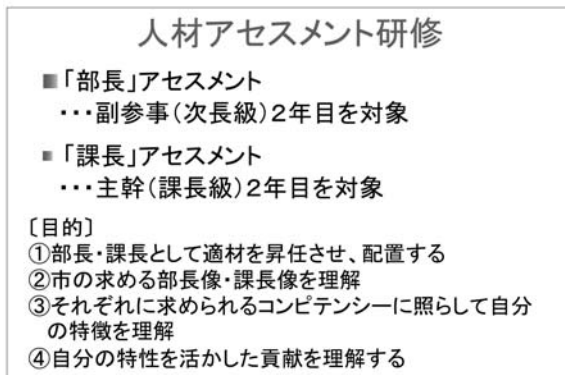 人材アセスメント研修
■「部長」アセスメント
・・・副参事(次長級)2年目を対象
■「課長」アセスメント
・・・主幹(課長級)2年目を対象
〔目的〕
①部長・課長として適材を昇任させ、配置する
②市の求める部長像・課長像を理解
③それぞれに求められるコンピテンシーに照らして自分
の特徴を理解
④自分の特性を活かした貢献を理解する